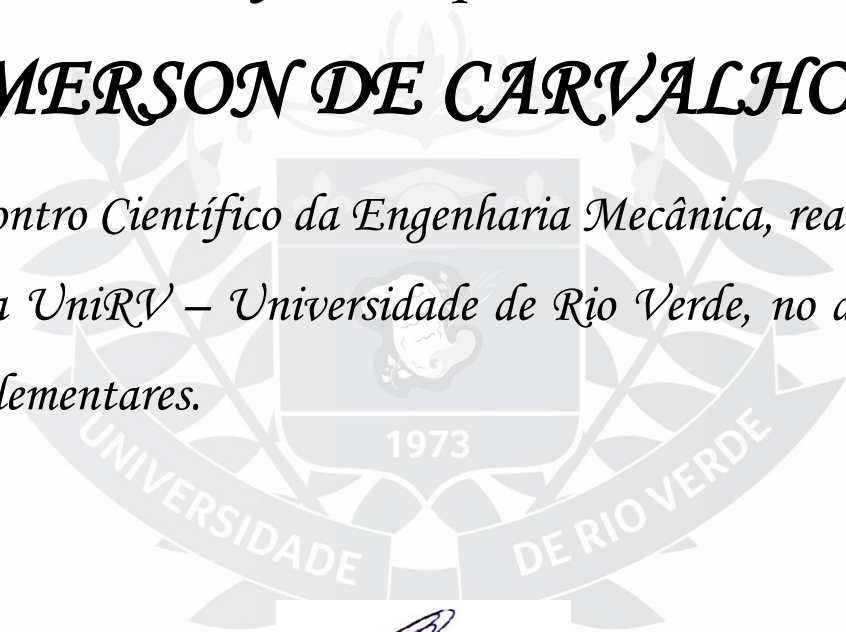 MERSON DE CARVALHO
ontro Científico da Engenharia Mecânica, rea
a UniRV – Universidade de Rio Verde, no d
lementares.
1973
UNIVERSIDADE DE RIO VERDE